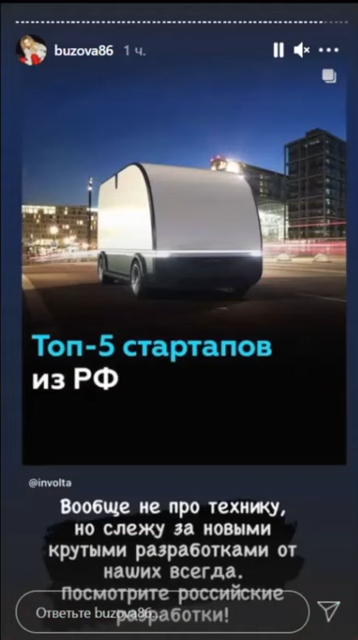 buzova86 1 ч.
Топ-5 стартапов
из РФ
@involta
Вообще не про технику,
но слежу за новыми
крутыми разработками от
наших всегда.
Посмотрите российские
разработки!
Ответьте buzova86...